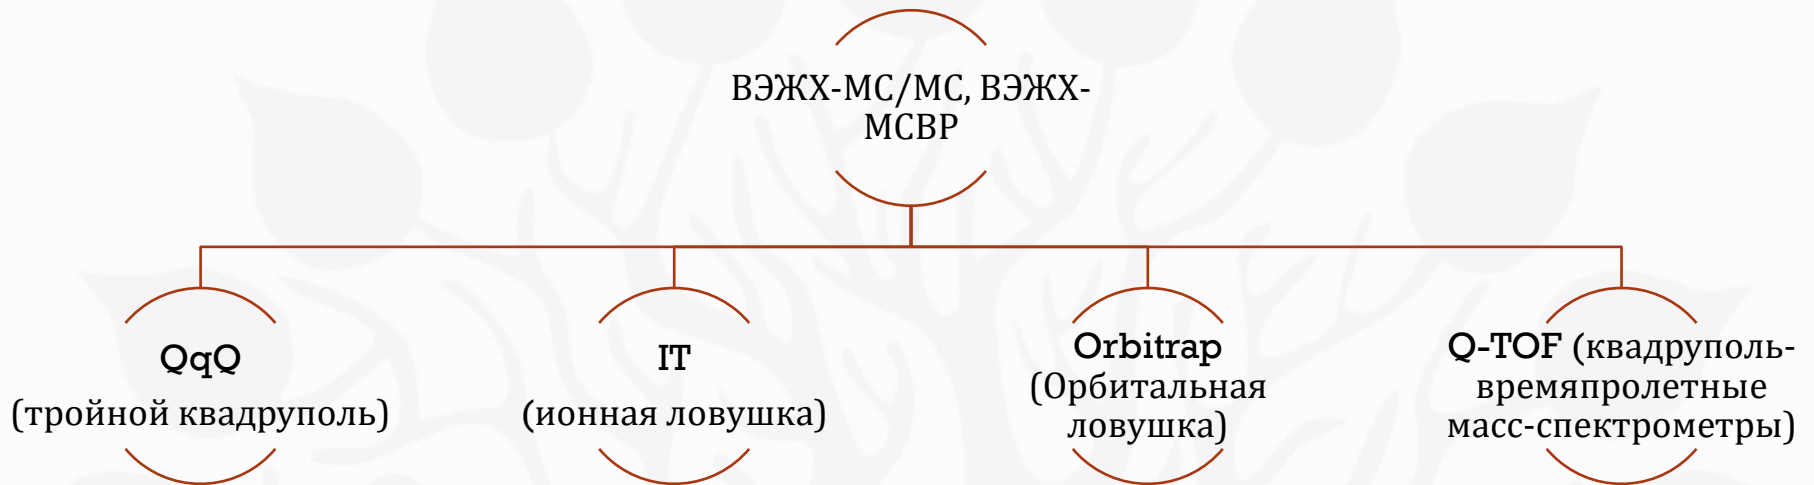 ВЭЖХ-МС/МС, ВЭЖХ-
МСВР
QqQ
(тройной квадруполь)
IT
(ионная ловушка)
Orbitrap
(Орбитальная
ловушка)
Q-TOF (квадруполь-
времяпролетные
масс-спектрометры)